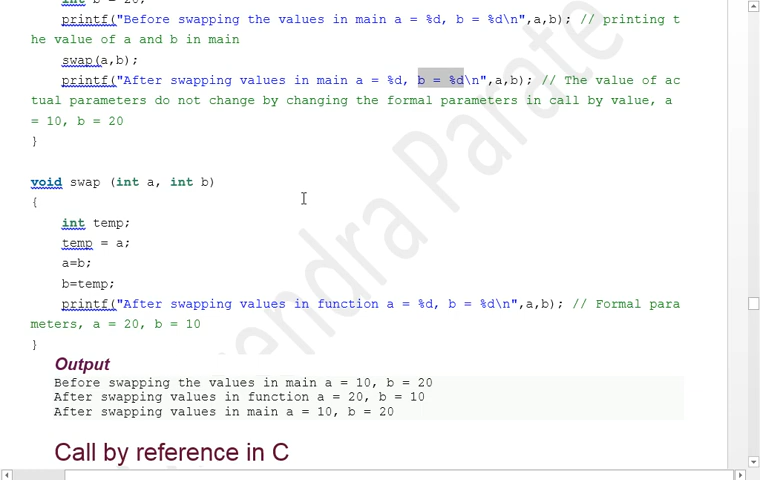 printf("Before swapping the values in main a = %d, b = %d\n",a,b); // printing t
he value of a and b in main
swap(a,b);
printf("After swapping values in main a = %d, b = %d\n",a,b); // The value of ac
tual parameters do not change by changing the formal parameters in call by value, a
= 10, b = 20
}
void swap (int a, int b)
{
int temp;
temp = a;
a=b;
b=temp;
printf("After swapping values in function a = %d, b = %d\n",a,b); // Formal para
meters, a = 20, b = 10
}
Output
Before swapping the values in main a = 10, b = 20
After swapping values in function a = 20, b = 10
After swapping values in main a = 10, b = 20
Call by reference in C
Parate